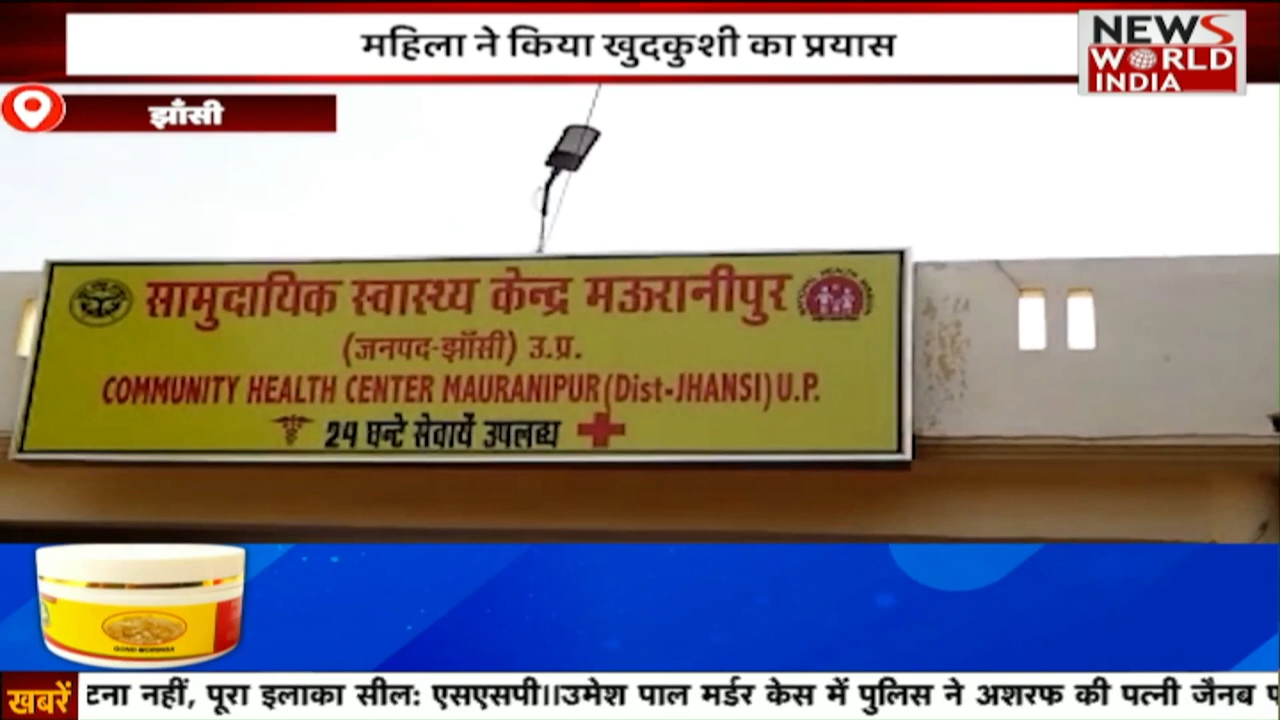 महिला ने किया खुदकुशी का प्रयास
NEWS
WORLD
INDIA
झाँसी
सामुदायिक स्वास्थ्य केन्द्र मऊरानीपुर
(जनपद-झाँसी) उ.प्र.
COMMUNITY HEALTH CENTER MAURANIPUR(Dist-JHANSI) U.P.
24 घन्टे सेवायें उपलब्ध
खबरें
टना नहीं, पूरा इलाका सील: एसएसपी।।उमेश पाल मर्डर केस में पुलिस ने अशरफ की पत्नी जैनब